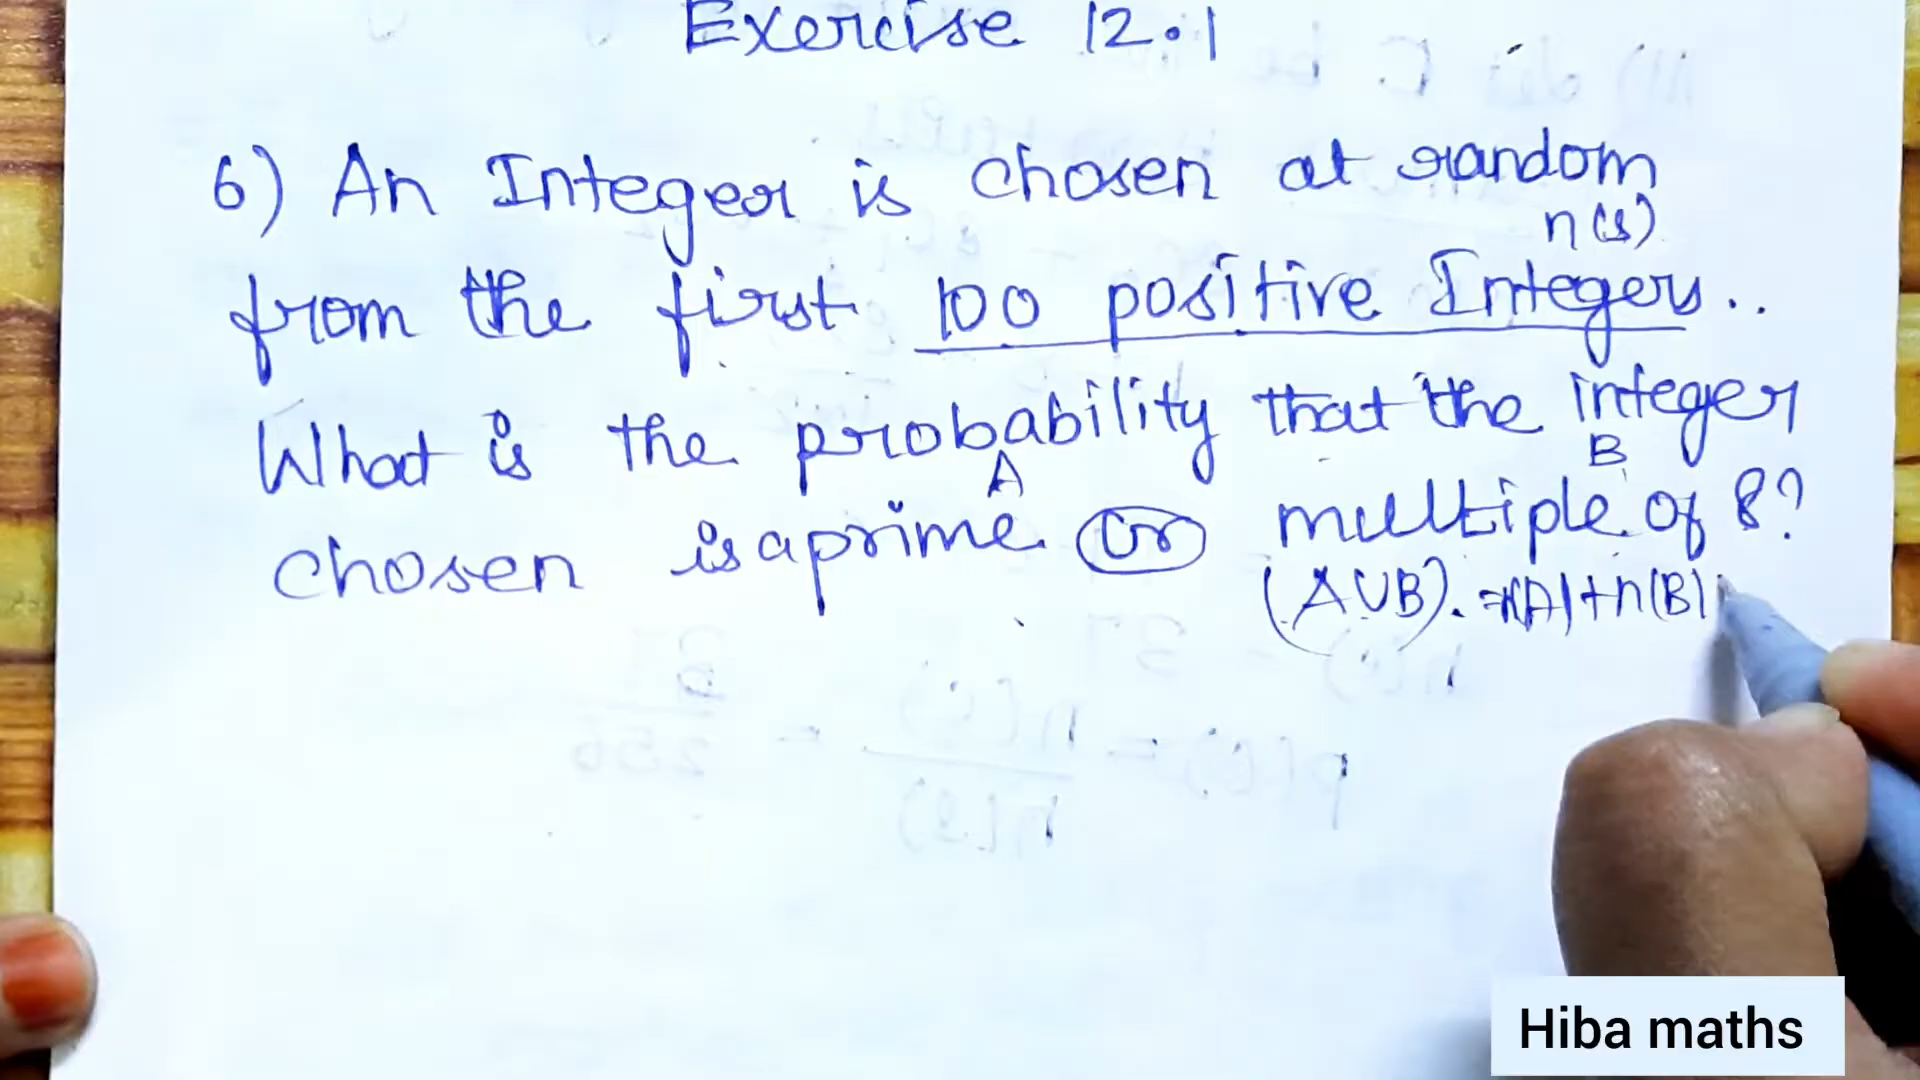 Exercise 12.1
6) An Integer is chosen at random
n(s)
from the first 100 positive Integers..
What is the probability that the integer
A
B
chosen is a prime or multiple of 8?
(A∪B). =n(A)+n(B)
Hiba maths